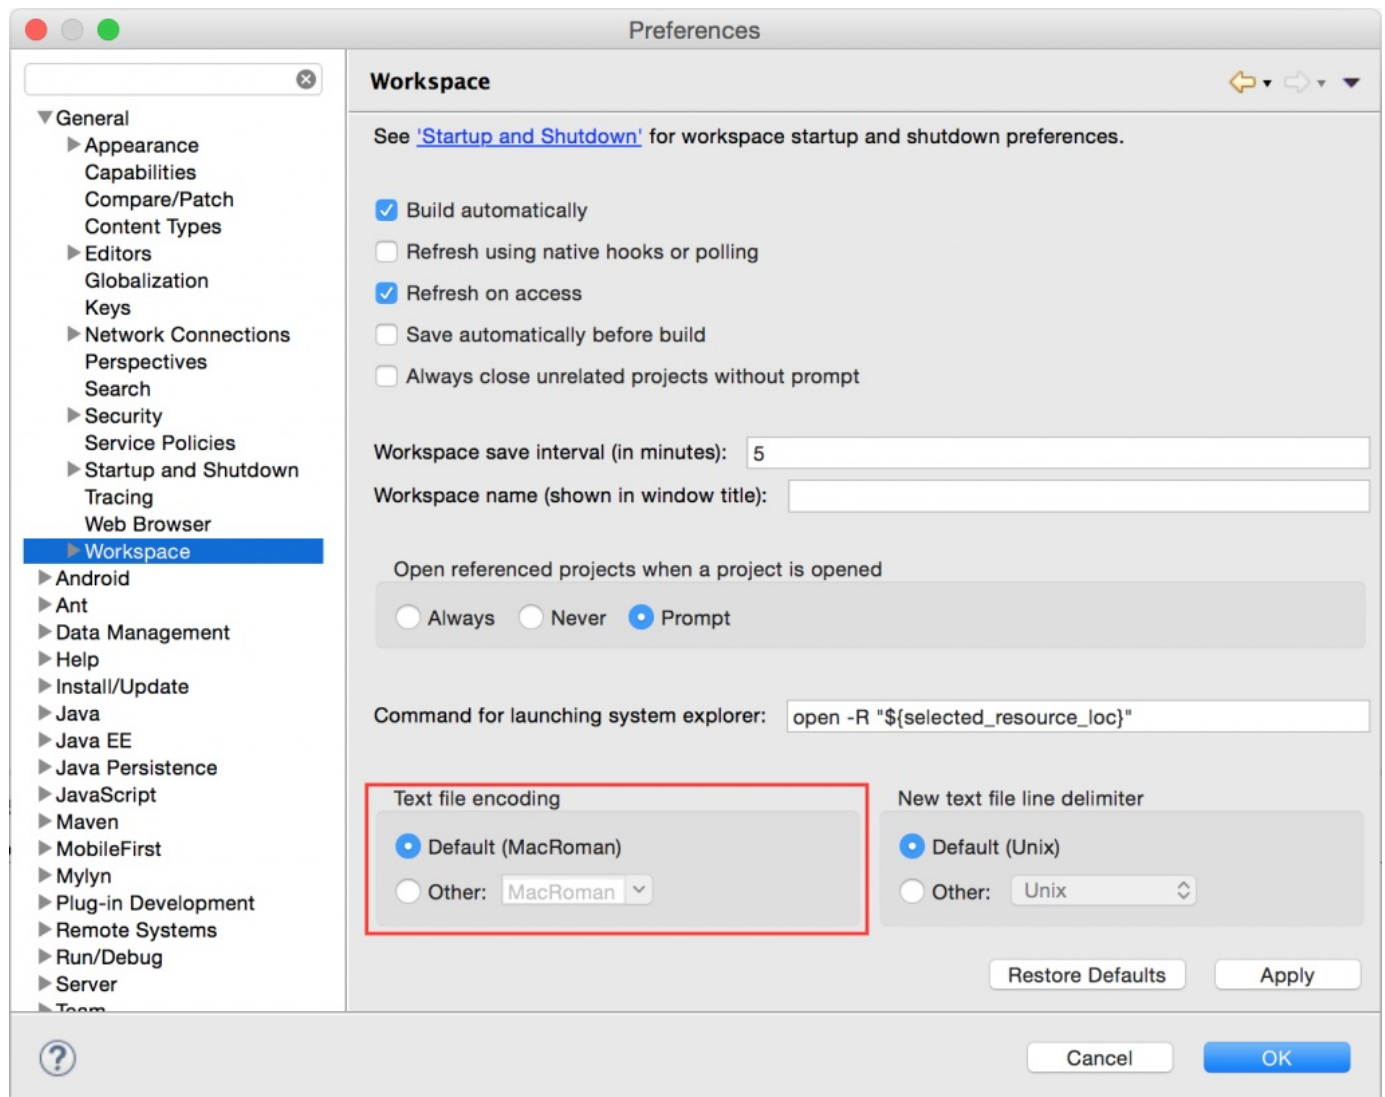 Preferences
General
Appearance
Capabilities
Compare/Patch
Content Types
Editors
Globalization
Keys
Network Connections
Perspectives
Search
Security
Service Policies
Startup and Shutdown
Tracing
Web Browser
Workspace
Android
Ant
Data Management
Help
Install/Update
Java
Java EE
Java Persistence
JavaScript
Maven
MobileFirst
Mylyn
Plug-in Development
Remote Systems
Run/Debug
Server
Team
Workspace
See 'Startup and Shutdown' for workspace startup and shutdown preferences.
Build automatically
Refresh using native hooks or polling
Refresh on access
Save automatically before build
Always close unrelated projects without prompt
Workspace save interval (in minutes): 5
Workspace name (shown in window title):
Open referenced projects when a project is opened
Always Never Prompt
Command for launching system explorer: open -R "${selected_resource_loc}"
Text file encoding
Default (MacRoman)
Other: MacRoman
New text file line delimiter
Default (Unix)
Other: Unix
Restore Defaults Apply
? Cancel OK